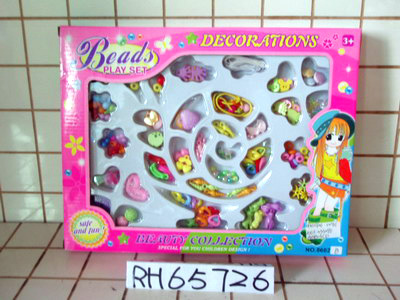 Beads
PLAY SET
DECORATIONS
3+
safe
and fun!
BEAUTY COLLECTION
SPECIAL FOR YOU CHILDREN DESIGN!
RH65726